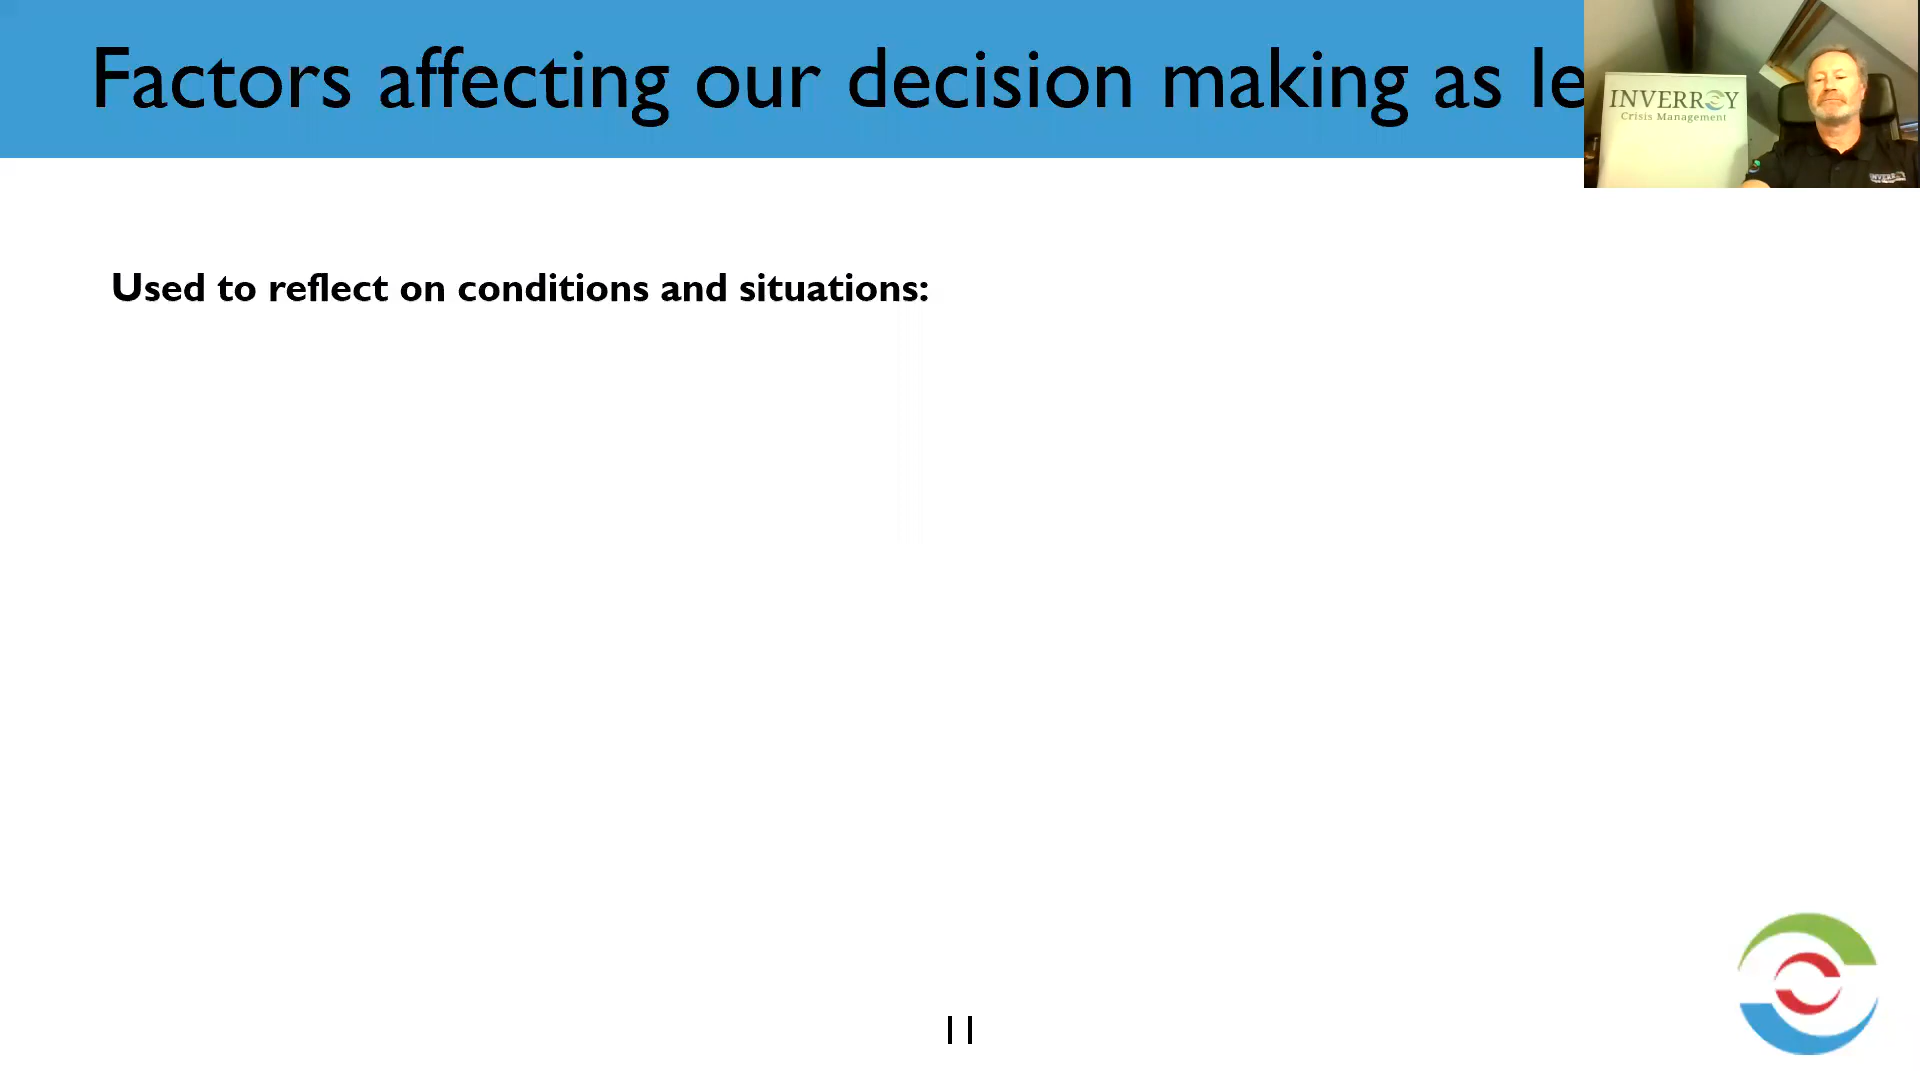 Factors affecting our decision making as le
INVERROY
Crisis Management
Used to reflect on conditions and situations:
11